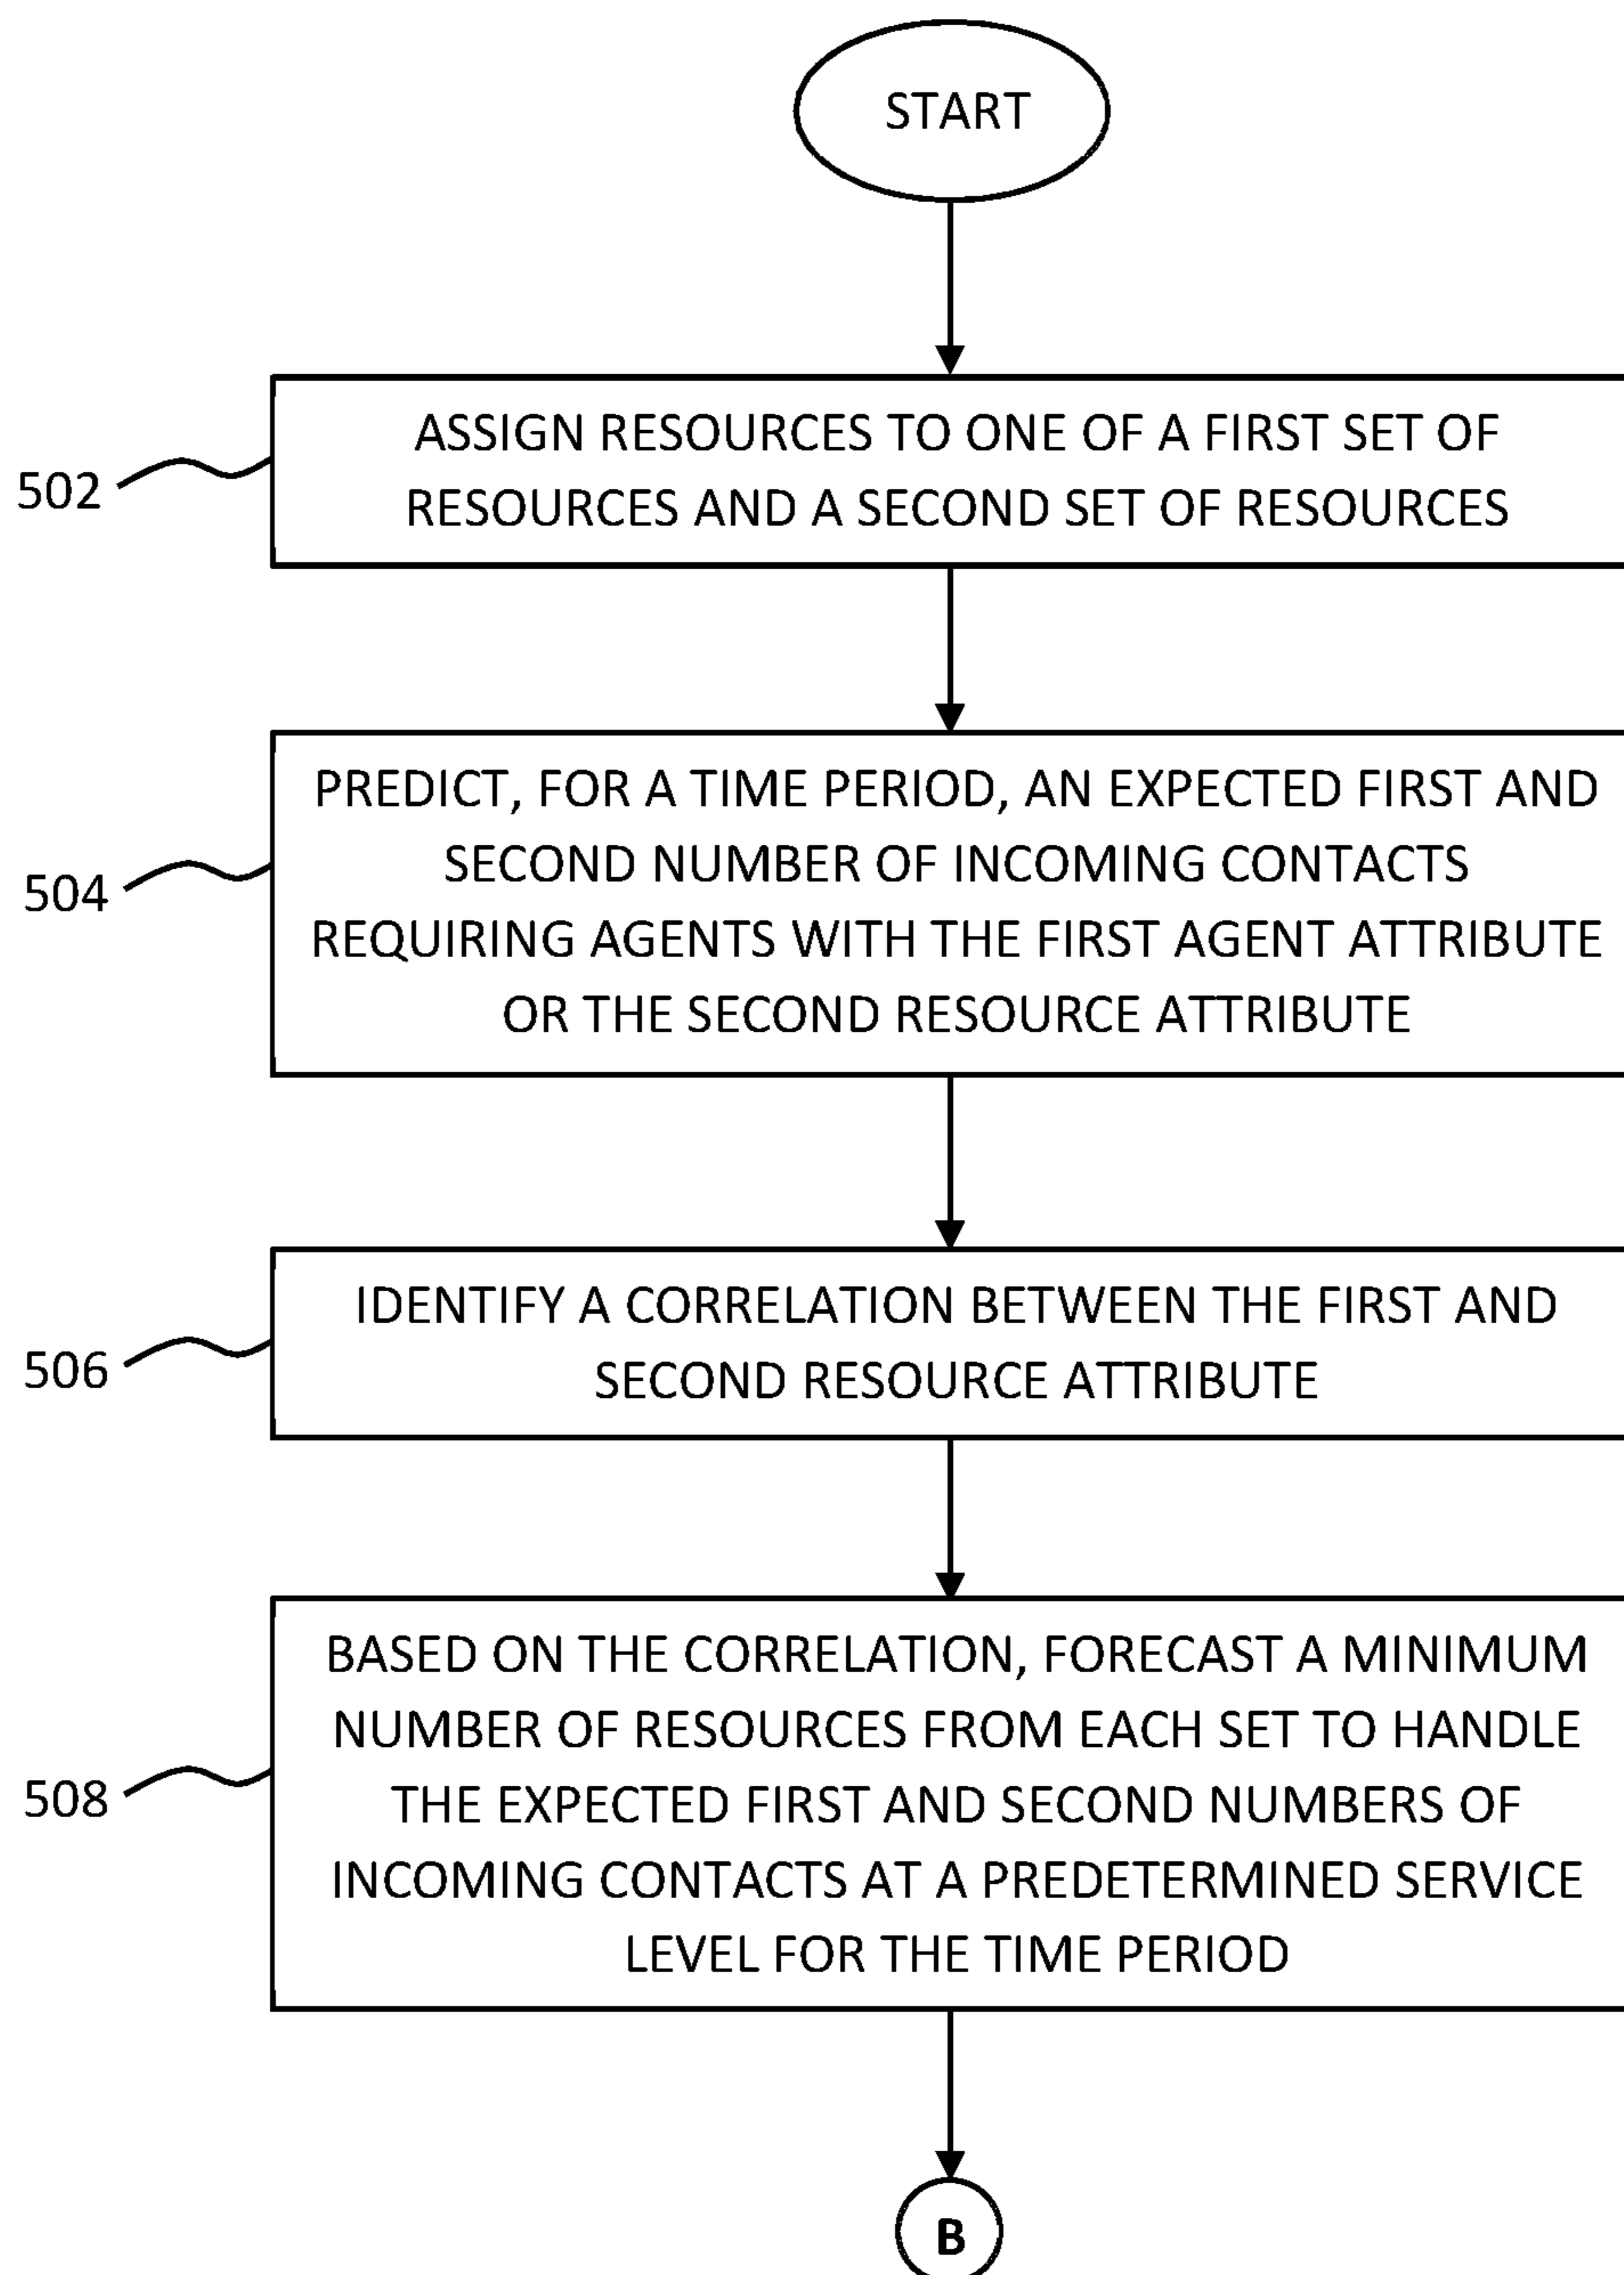 START
502
ASSIGN RESOURCES TO ONE OF A FIRST SET OF
RESOURCES AND A SECOND SET OF RESOURCES
504
PREDICT, FOR A TIME PERIOD, AN EXPECTED FIRST AND
SECOND NUMBER OF INCOMING CONTACTS
REQUIRING AGENTS WITH THE FIRST AGENT ATTRIBUTE
OR THE SECOND RESOURCE ATTRIBUTE
506
IDENTIFY A CORRELATION BETWEEN THE FIRST AND
SECOND RESOURCE ATTRIBUTE
508
BASED ON THE CORRELATION, FORECAST A MINIMUM
NUMBER OF RESOURCES FROM EACH SET TO HANDLE
THE EXPECTED FIRST AND SECOND NUMBERS OF
INCOMING CONTACTS AT A PREDETERMINED SERVICE
LEVEL FOR THE TIME PERIOD
B